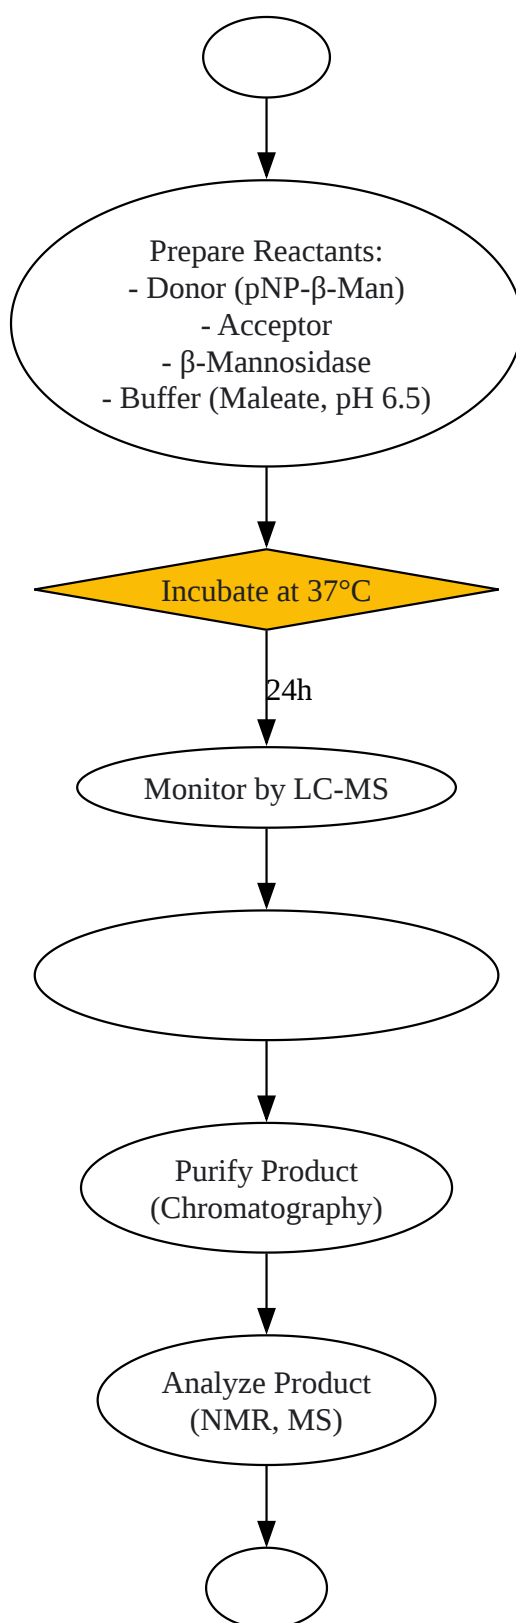 Prepare Reactants:
- Donor (pNP-β-Man)
- Acceptor
- β-Mannosidase
- Buffer (Maleate, pH 6.5)
Incubate at 37°C
24h
Monitor by LC-MS
Purify Product
(Chromatography)
Analyze Product
(NMR, MS)